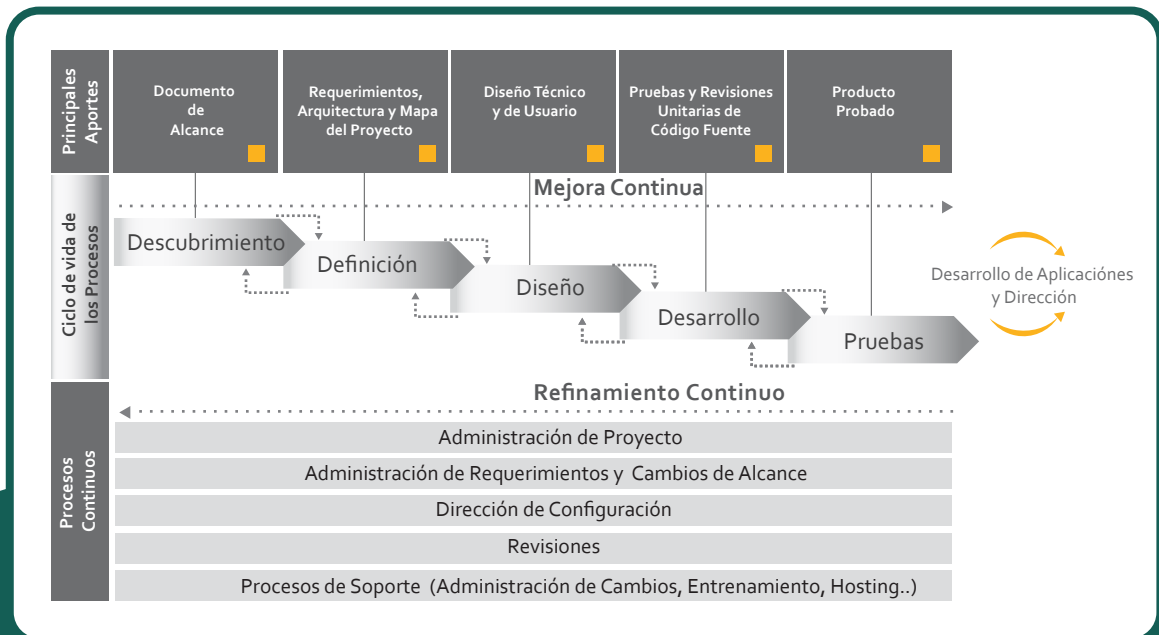 Principales
Aportes
Documento
de
Alcance
Requerimientos,
Arquitectura y Mapa
del Proyecto
Diseño Técnico
y de Usuario
Pruebas y Revisiones
Unitarias de
Código Fuente
Producto
Probado
Ciclo de vida de
los Procesos
Mejora Continua
Descubrimiento
Definición
Diseño
Desarrollo
Pruebas
Desarrollo de Aplicaciónes
y Dirección
Refinamiento Continuo
Procesos
Continuos
Administración de Proyecto
Administración de Requerimientos y Cambios de Alcance
Dirección de Configuración
Revisiones
Procesos de Soporte (Administración de Cambios, Entrenamiento, Hosting..)